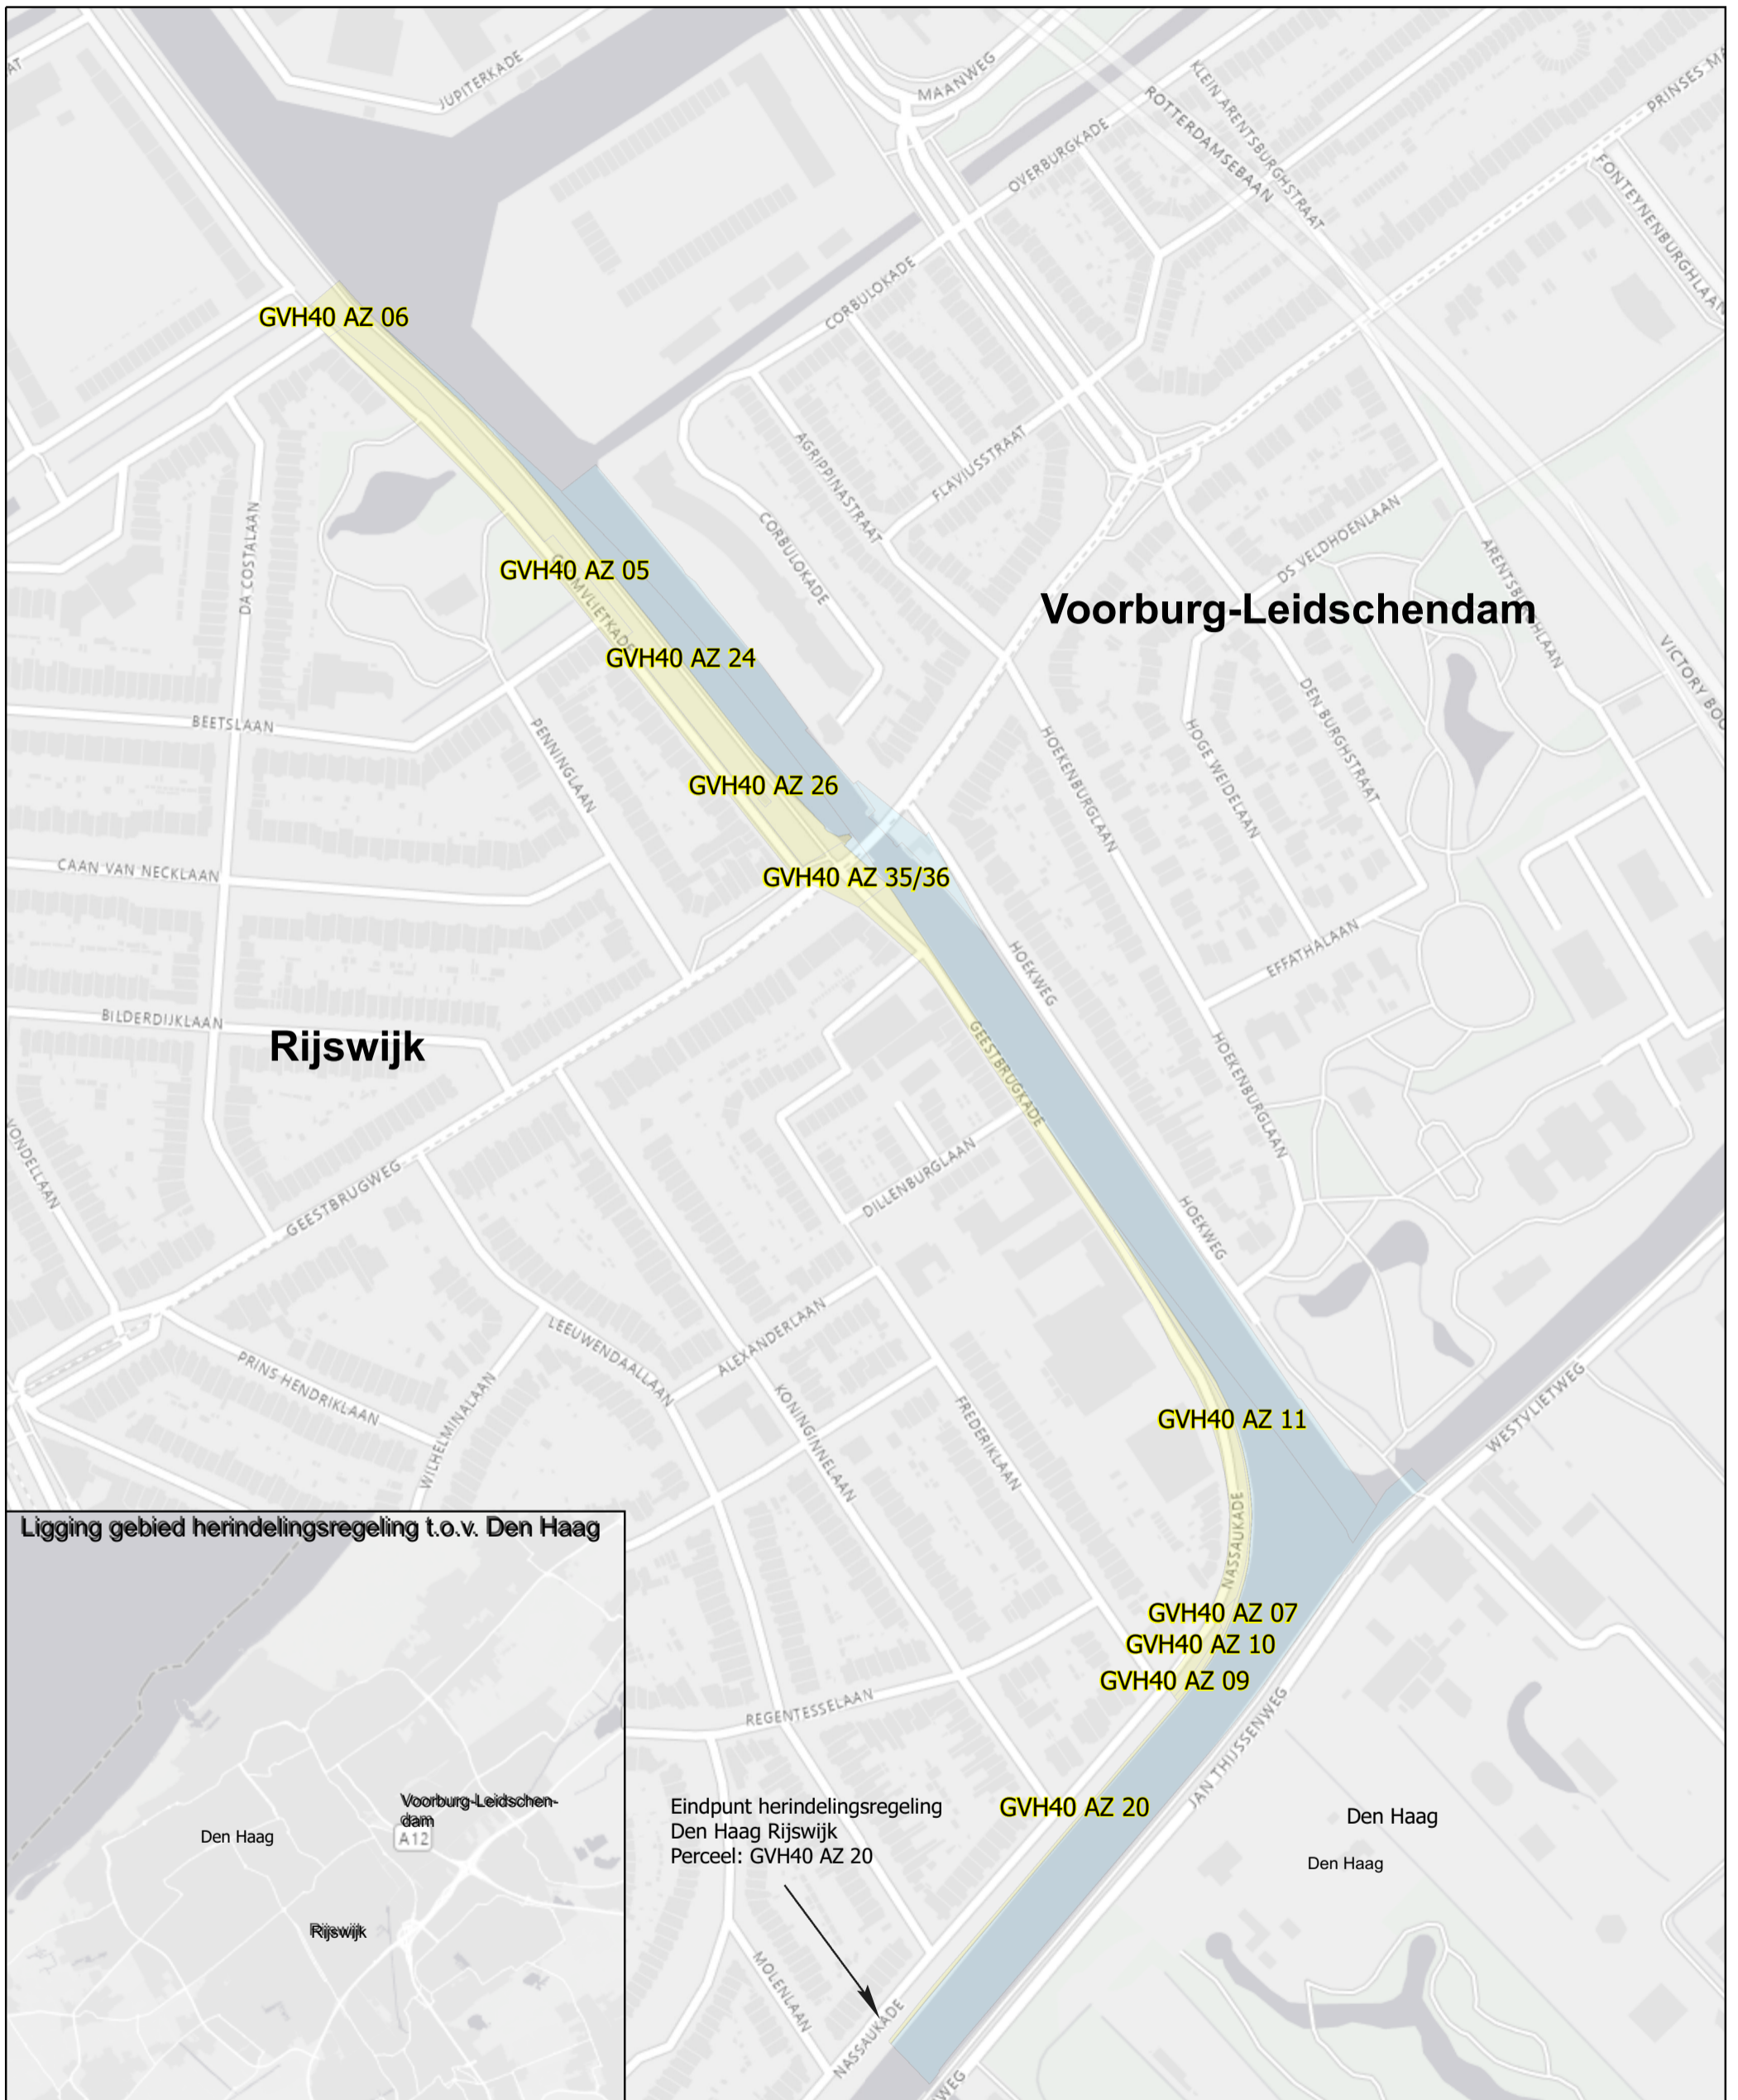 JUPITERKADE
MAANWEG
KLEIN ARENTSBURGHSTRAAT
ROTTERDAMSEBAAN
OVERBURGKADE
PRINSES MA
FONTEYNENBURGHLAAN
AT
CORBULOKADE
GVH40 AZ 06
AGRIPPINASTRAAT
FLAVIUSSTRAAT
DA COSTALAAN
CORBULOKADE
DS VELDHOENLAAN
ARENTSBURGHLAAN
GVH40 AZ 05
Voorburg-Leidschendam
GVH40 AZ 24
VICTORY BOO
DEN BURGHSTRAAT
BEETSLAAN
PENNINGLAAN
HOEKENBURGLAAN
HOGE WEIDELAAN
GVH40 AZ 26
CAAN VAN NECKLAAN
GVH40 AZ 35/36
HOEKWEG
EFFATHALAAN
BILDERDIJKLAAN
Rijswijk
GEESTBRUGKADE
HOEKENBURGLAAN
VONDELLAAN
GEESTBRUGWEG
DILLENBURGLAAN
HOEKWEG
LEEUWENDAALLAAN
ALEXANDERLAAN
PRINS HENDRIKLAAN
WILHELMINALAAN
KONINGINNELAAN
FREDERIKLAAN
GVH40 AZ 11
WESTVLIETWEG
NASSAUKADE
Ligging gebied herindelingsregeling t.o.v. Den Haag
GVH40 AZ 07
GVH40 AZ 10
GVH40 AZ 09
REGENTESSELAAN
JAN THIJSSENWEG
Voorburg-Leidschen-
dam
A12
Den Haag
Rijswijk
Eindpunt herindelingsregeling
Den Haag Rijswijk
Perceel: GVH40 AZ 20
GVH40 AZ 20
Den Haag
Den Haag
MOLENLAAN
NASSAUKADE
WEG